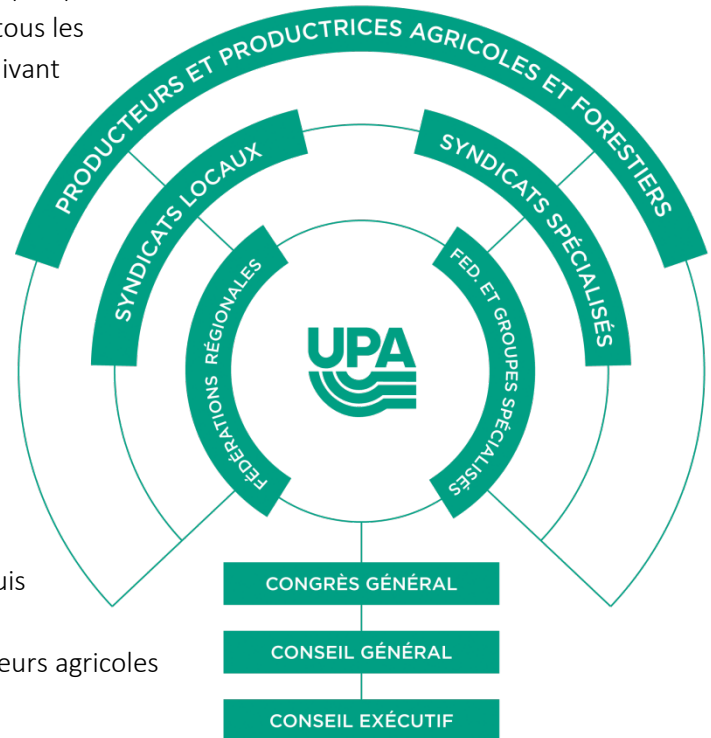 tous les
ivant
PRODUCTEURS ET PRODUCTRICES AGRICOLES ET FORESTIERS
SYNDICATS LOCAUX
SYNDICATS SPÉCIALISÉS
FÉDÉRATIONS RÉGIONALES
FED. ET GROUPES SPÉCIALISÉS
UPA
uis
CONGRÈS GÉNÉRAL
CONSEIL GÉNÉRAL
eurs agricoles
CONSEIL EXÉCUTIF